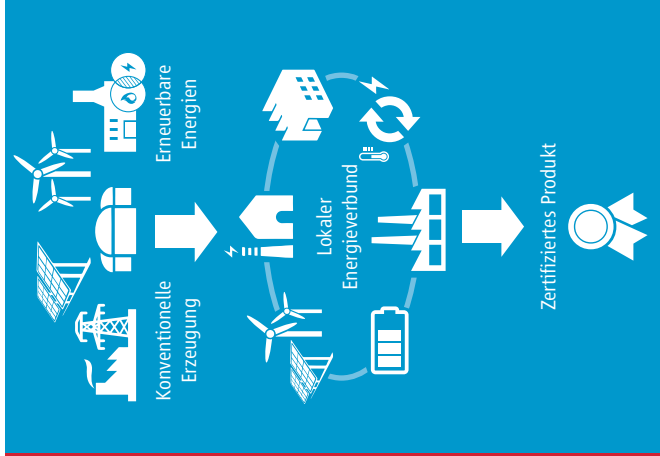 Konventionelle
Erzeugung
Erneuerbare
Energien
Lokaler
Energieverbund
Zertifiziertes Produkt